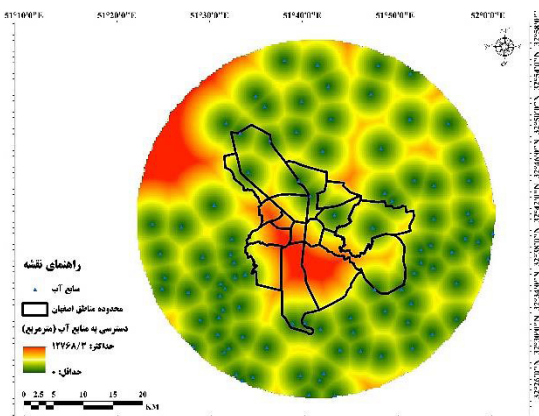 51°10'0"E 51°20'0"E 51°30'0"E 51°40'0"E 51°50'0"E 52°0'0"E
راهنمای نقشه
منابع آب
محدوده مناطق اصفهان
دسترسی به منابع آب (مترمربع)
حداکثر: ۱۲۷۶۸/۳
حداقل: ۰
0 2.5 5 10 15 20
KM